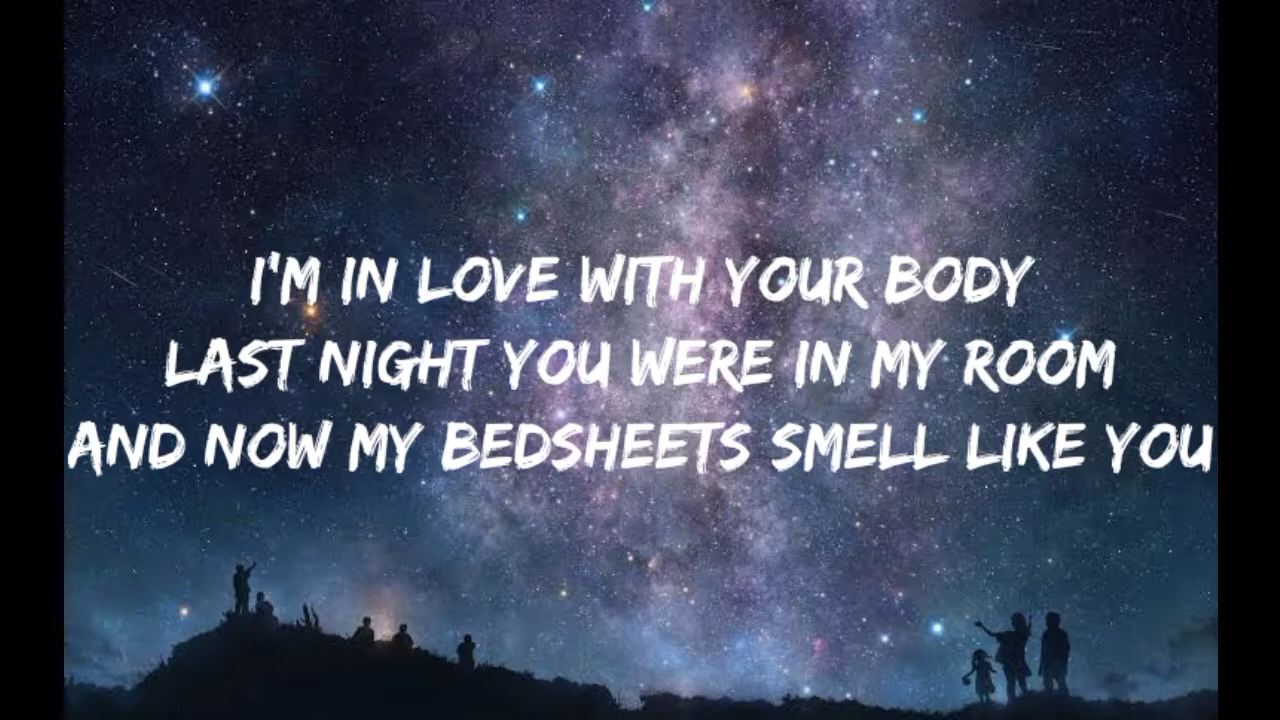 I'M IN LOVE WITH YOUR BODY
LAST NIGHT YOU WERE IN MY ROOM
AND NOW MY BEDSHEETS SMELL LIKE YOU